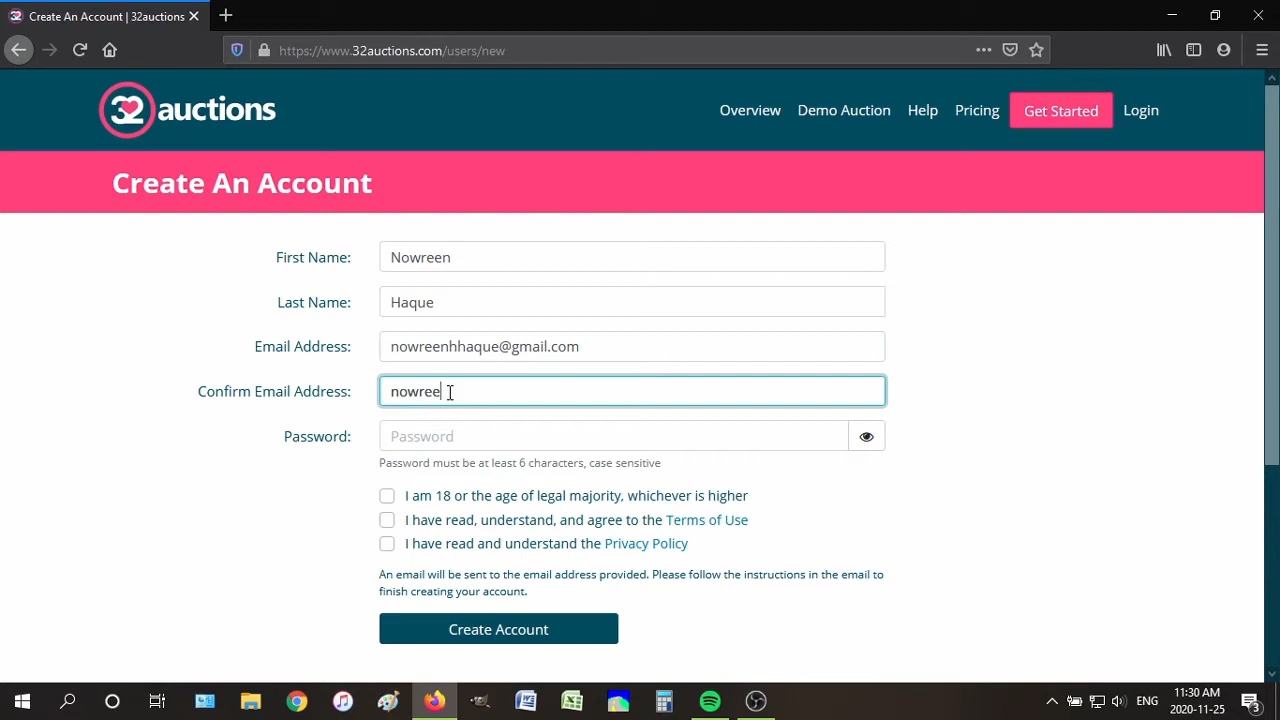 Create An Account | 32auctions
https://www.32auctions.com/users/new
32 auctions
Overview
Demo Auction
Help
Pricing
Get Started
Login
Create An Account
First Name:
Nowreen
Last Name:
Haque
Email Address:
nowreenhhaque@gmail.com
Confirm Email Address:
nowree
Password:
Password
Password must be at least 6 characters, case sensitive
I am 18 or the age of legal majority, whichever is higher
I have read, understand, and agree to the Terms of Use
I have read and understand the Privacy Policy
An email will be sent to the email address provided. Please follow the instructions in the email to
finish creating your account.
Create Account
ENG
11:30 AM
2020-11-25
3